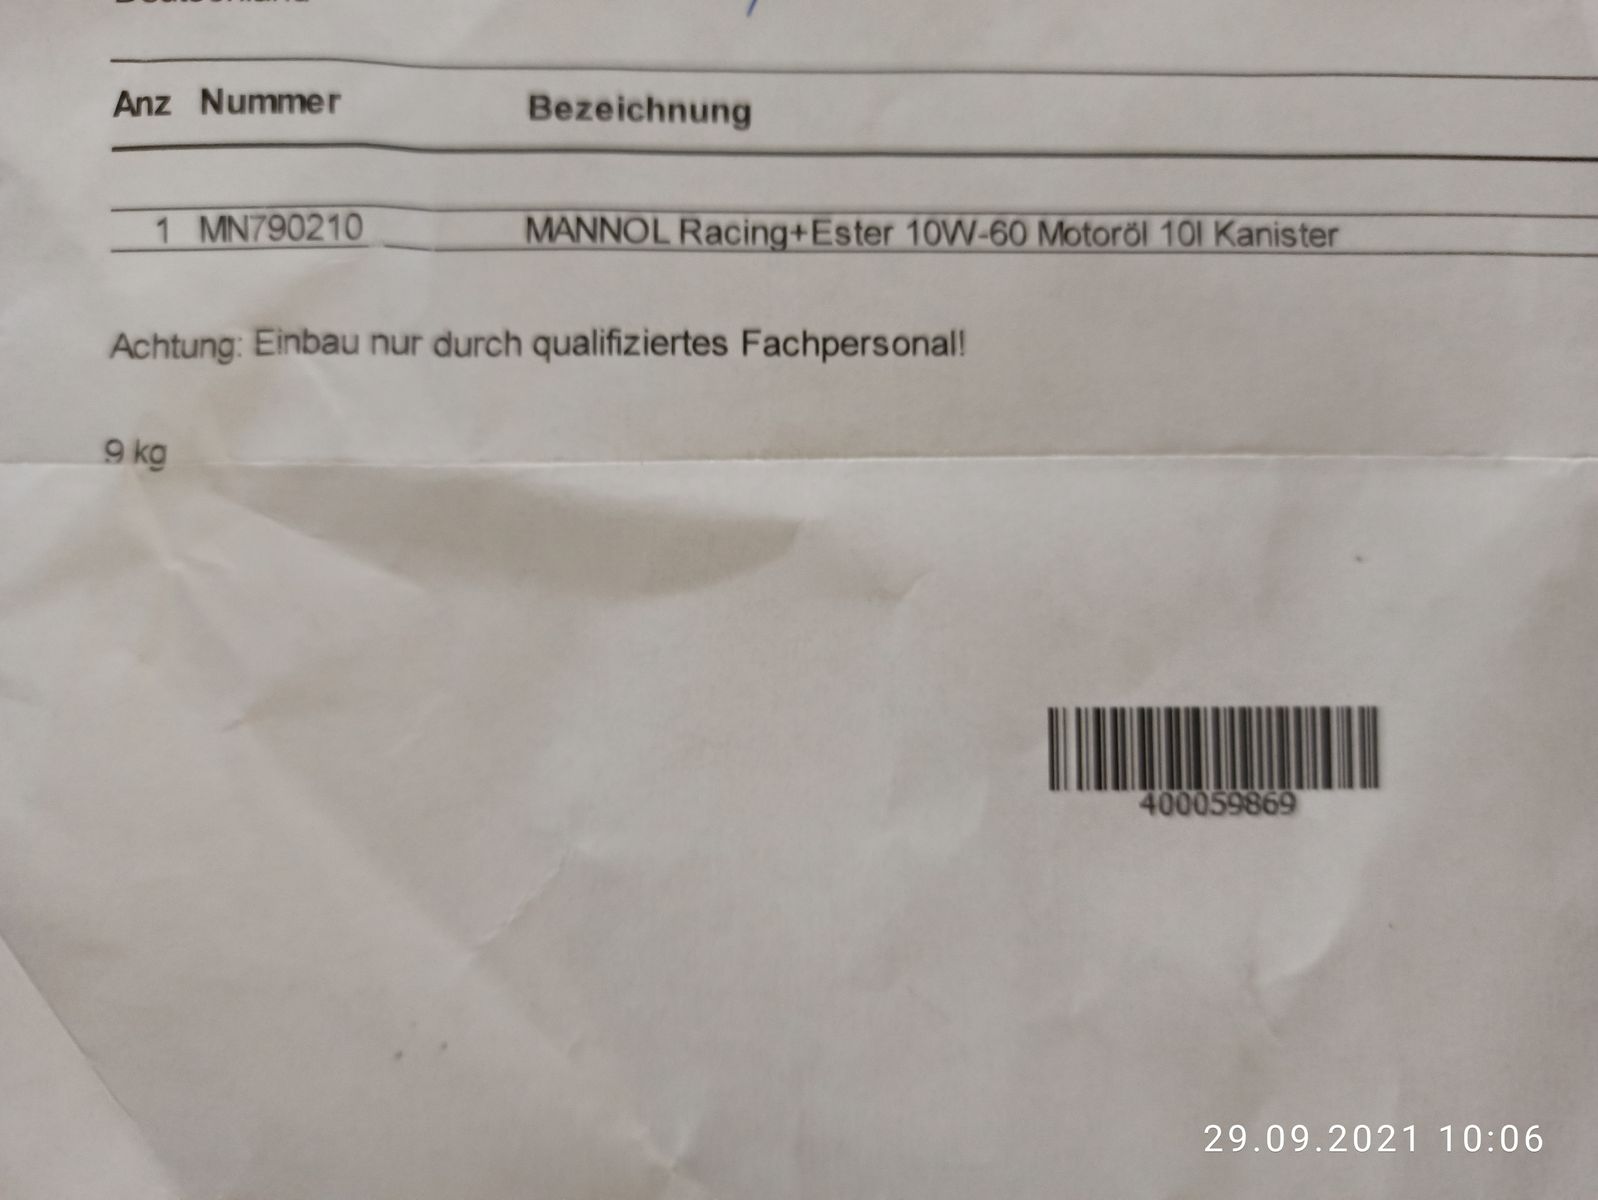 Deutschland
Anz Nummer Bezeichnung
1 MN790210 MANNOL Racing+Ester 10W-60 Motoröl 10l Kanister
Achtung: Einbau nur durch qualifiziertes Fachpersonal!
9 kg
400059869
29.09.2021 10:06